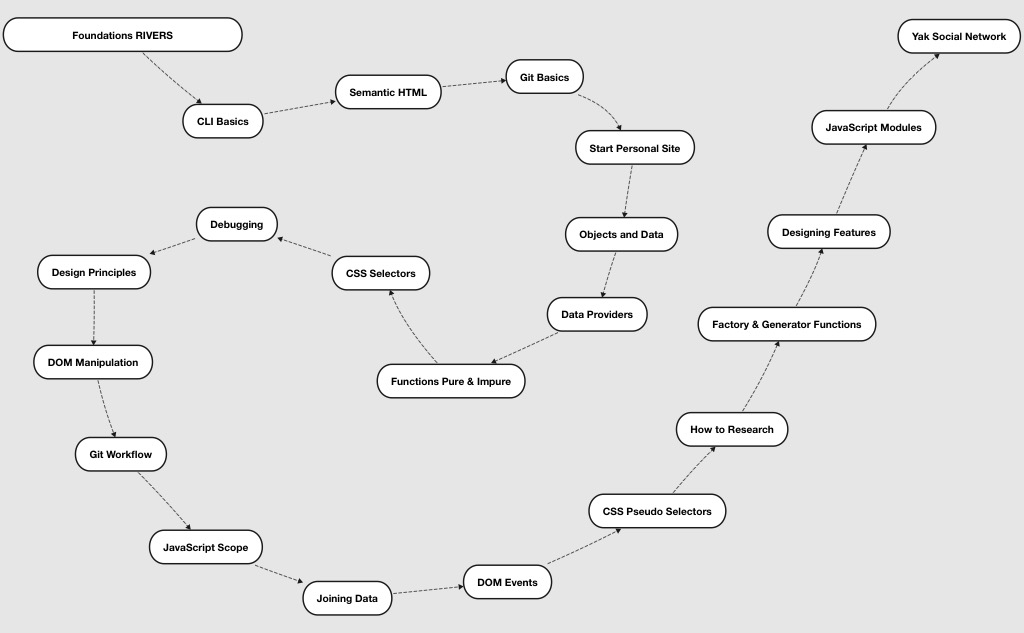 Foundations RIVERS
CLI Basics
Semantic HTML
Git Basics
Start Personal Site
Objects and Data
Data Providers
Functions Pure & Impure
CSS Selectors
Debugging
Design Principles
DOM Manipulation
Git Workflow
JavaScript Scope
Joining Data
DOM Events
CSS Pseudo Selectors
How to Research
Factory & Generator Functions
Designing Features
JavaScript Modules
Yak Social Network